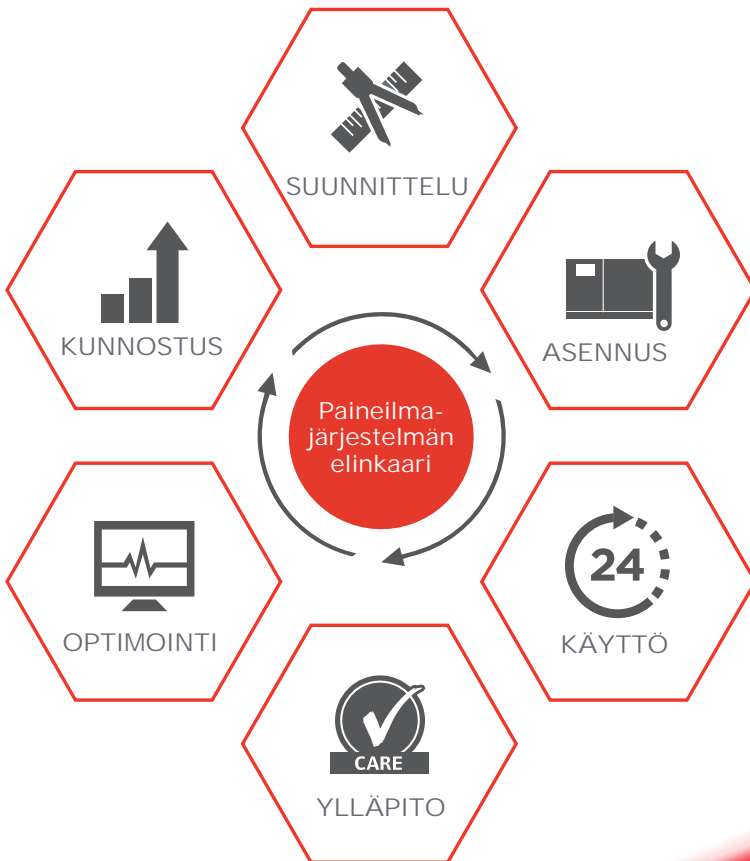 SUUNNITTELU
KUNNOSTUS
ASENNUS
Paineilma-
järjestelmän
elinkaari
OPTIMOINTI
24
KÄYTTÖ
CARE
YLLÄPITO